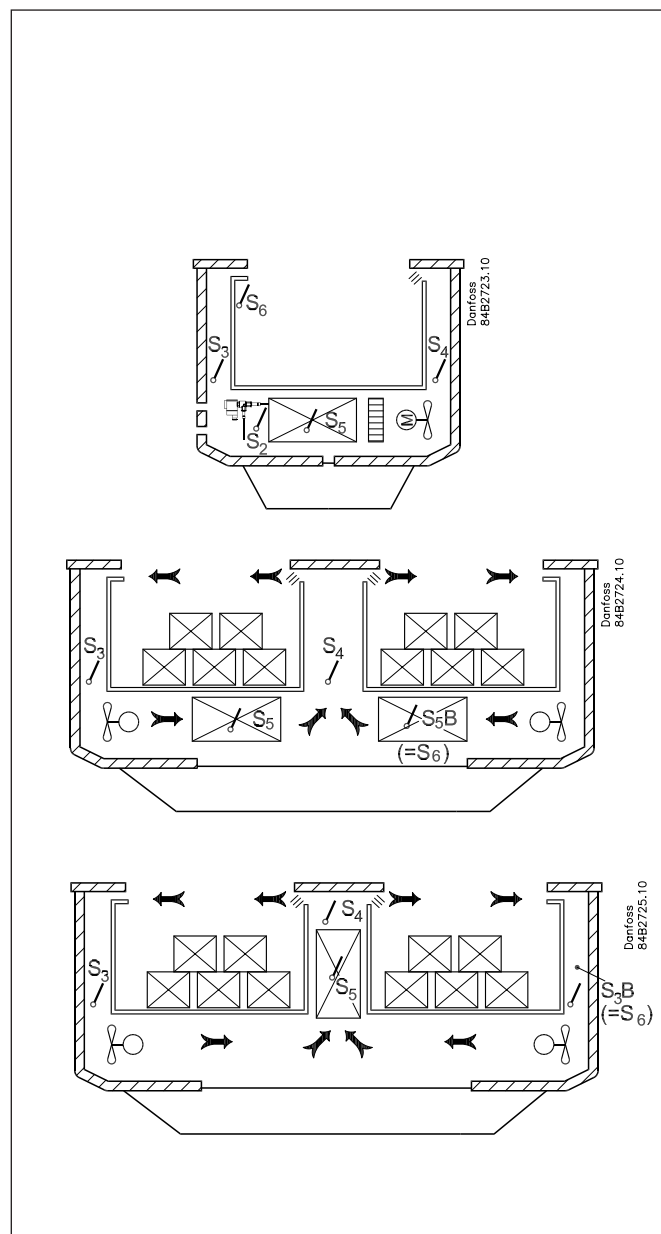 S6
S3
S4
M
S5
S2
Danfoss
84B2723.10
S3
S4
S5
S5B
(=S6)
Danfoss
84B2724.10
S4
S3
S5
S3B
(=S6)
Danfoss
84B2725.10